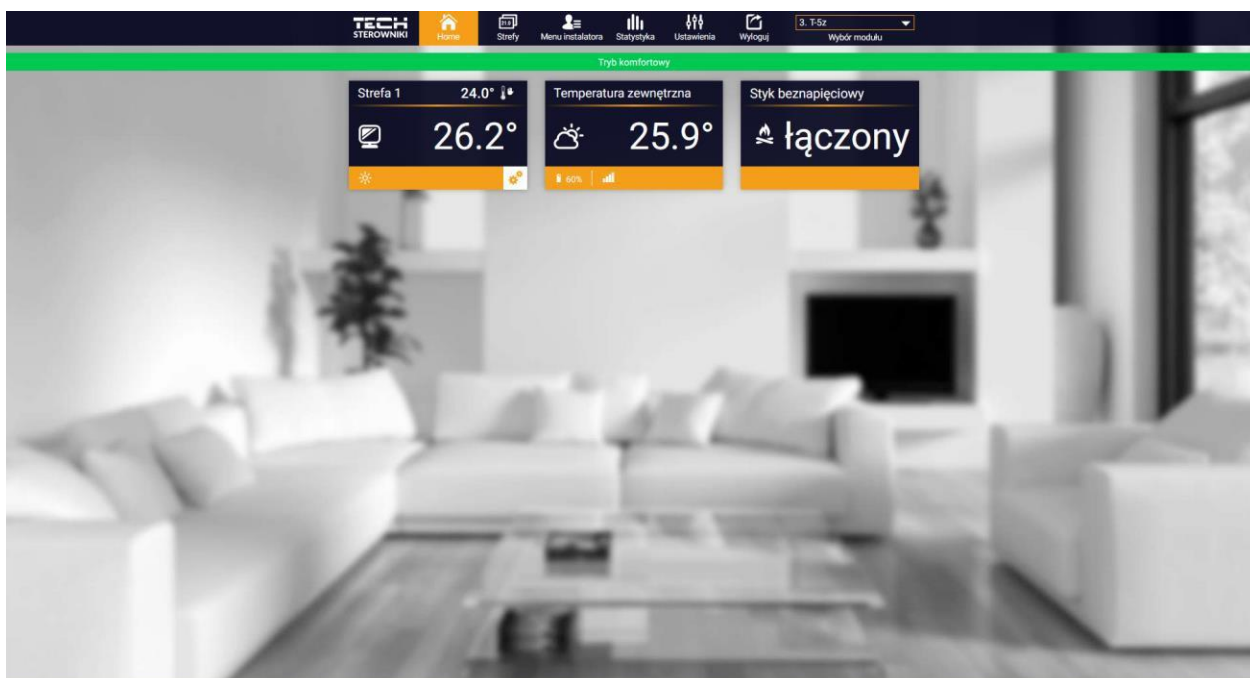 TECH
STEROWNIKI
Home
Strefy
Menu instalatora
Statystyka
Ustawienia
Wyloguj
3. T-5z
Wybór modułu
Tryb komfortowy
Strefa 1 24.0°
26.2°
Temperatura zewnętrzna
25.9°
60%
Styk beznapięciowy
łączony